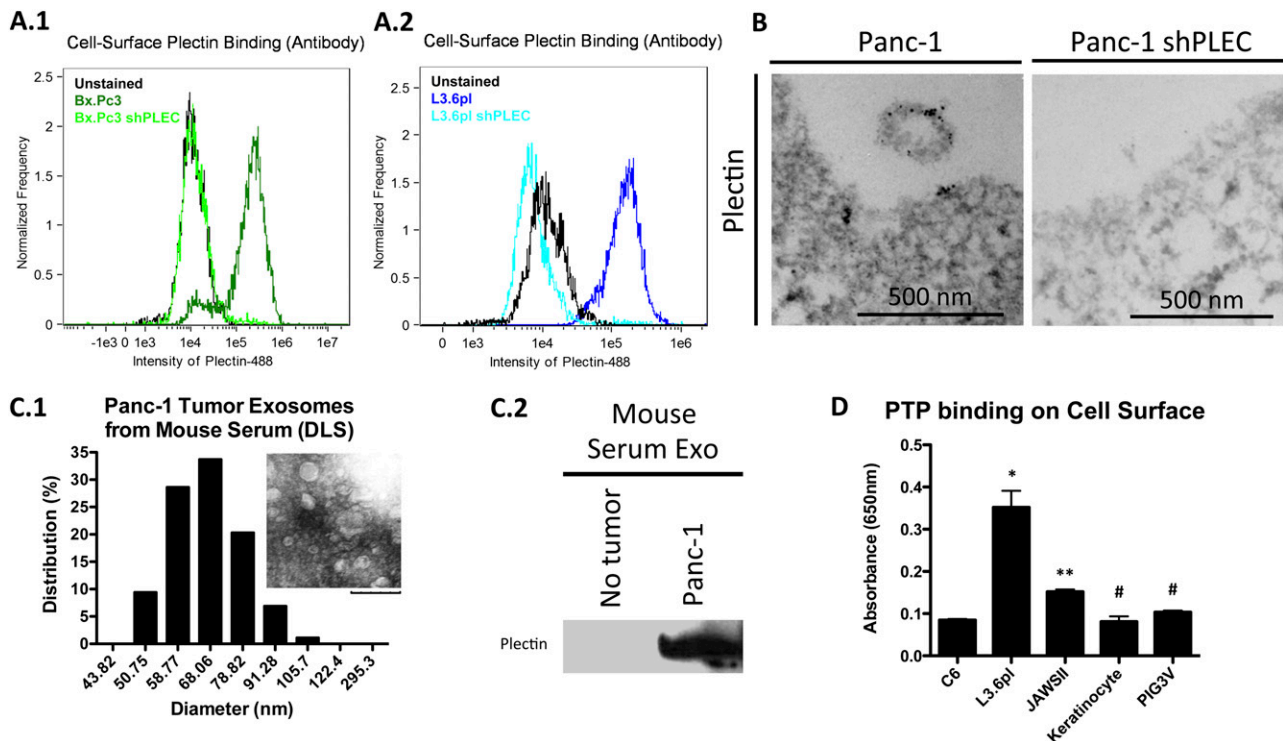 A.1
Cell-Surface Plectin Binding (Antibody)
Unstained
Bx.Pc3
Bx.Pc3 shPLEC
Normalized Frequency
2.5
2
1.5
1
0.5
0
-1e3 0 1e3 1e4 1e5 1e6 1e7
Intensity of Plectin-488
A.2
Cell-Surface Plectin Binding (Antibody)
Unstained
L3.6pl
L3.6pl shPLEC
Normalized Frequency
2.5
2
1.5
1
0.5
0
0 1e3 1e4 1e5 1e6
Intensity of Plectin-488
B
Panc-1
Panc-1 shPLEC
Plectin
500 nm
500 nm
C.1
Panc-1 Tumor Exosomes
from Mouse Serum (DLS)
Distribution (%)
35
30
25
20
15
10
5
0
43.82 50.75 58.77 68.06 78.82 91.28 105.7 122.4 295.3
Diameter (nm)
C.2
Mouse
Serum Exo
No tumor
Panc-1
Plectin
D
PTP binding on Cell Surface
Absorbance (650nm)
0.5
0.4
0.3
0.2
0.1
0.0
*
**
#
#
C6 L3.6pl JAWSII Keratinocyte PIG3V